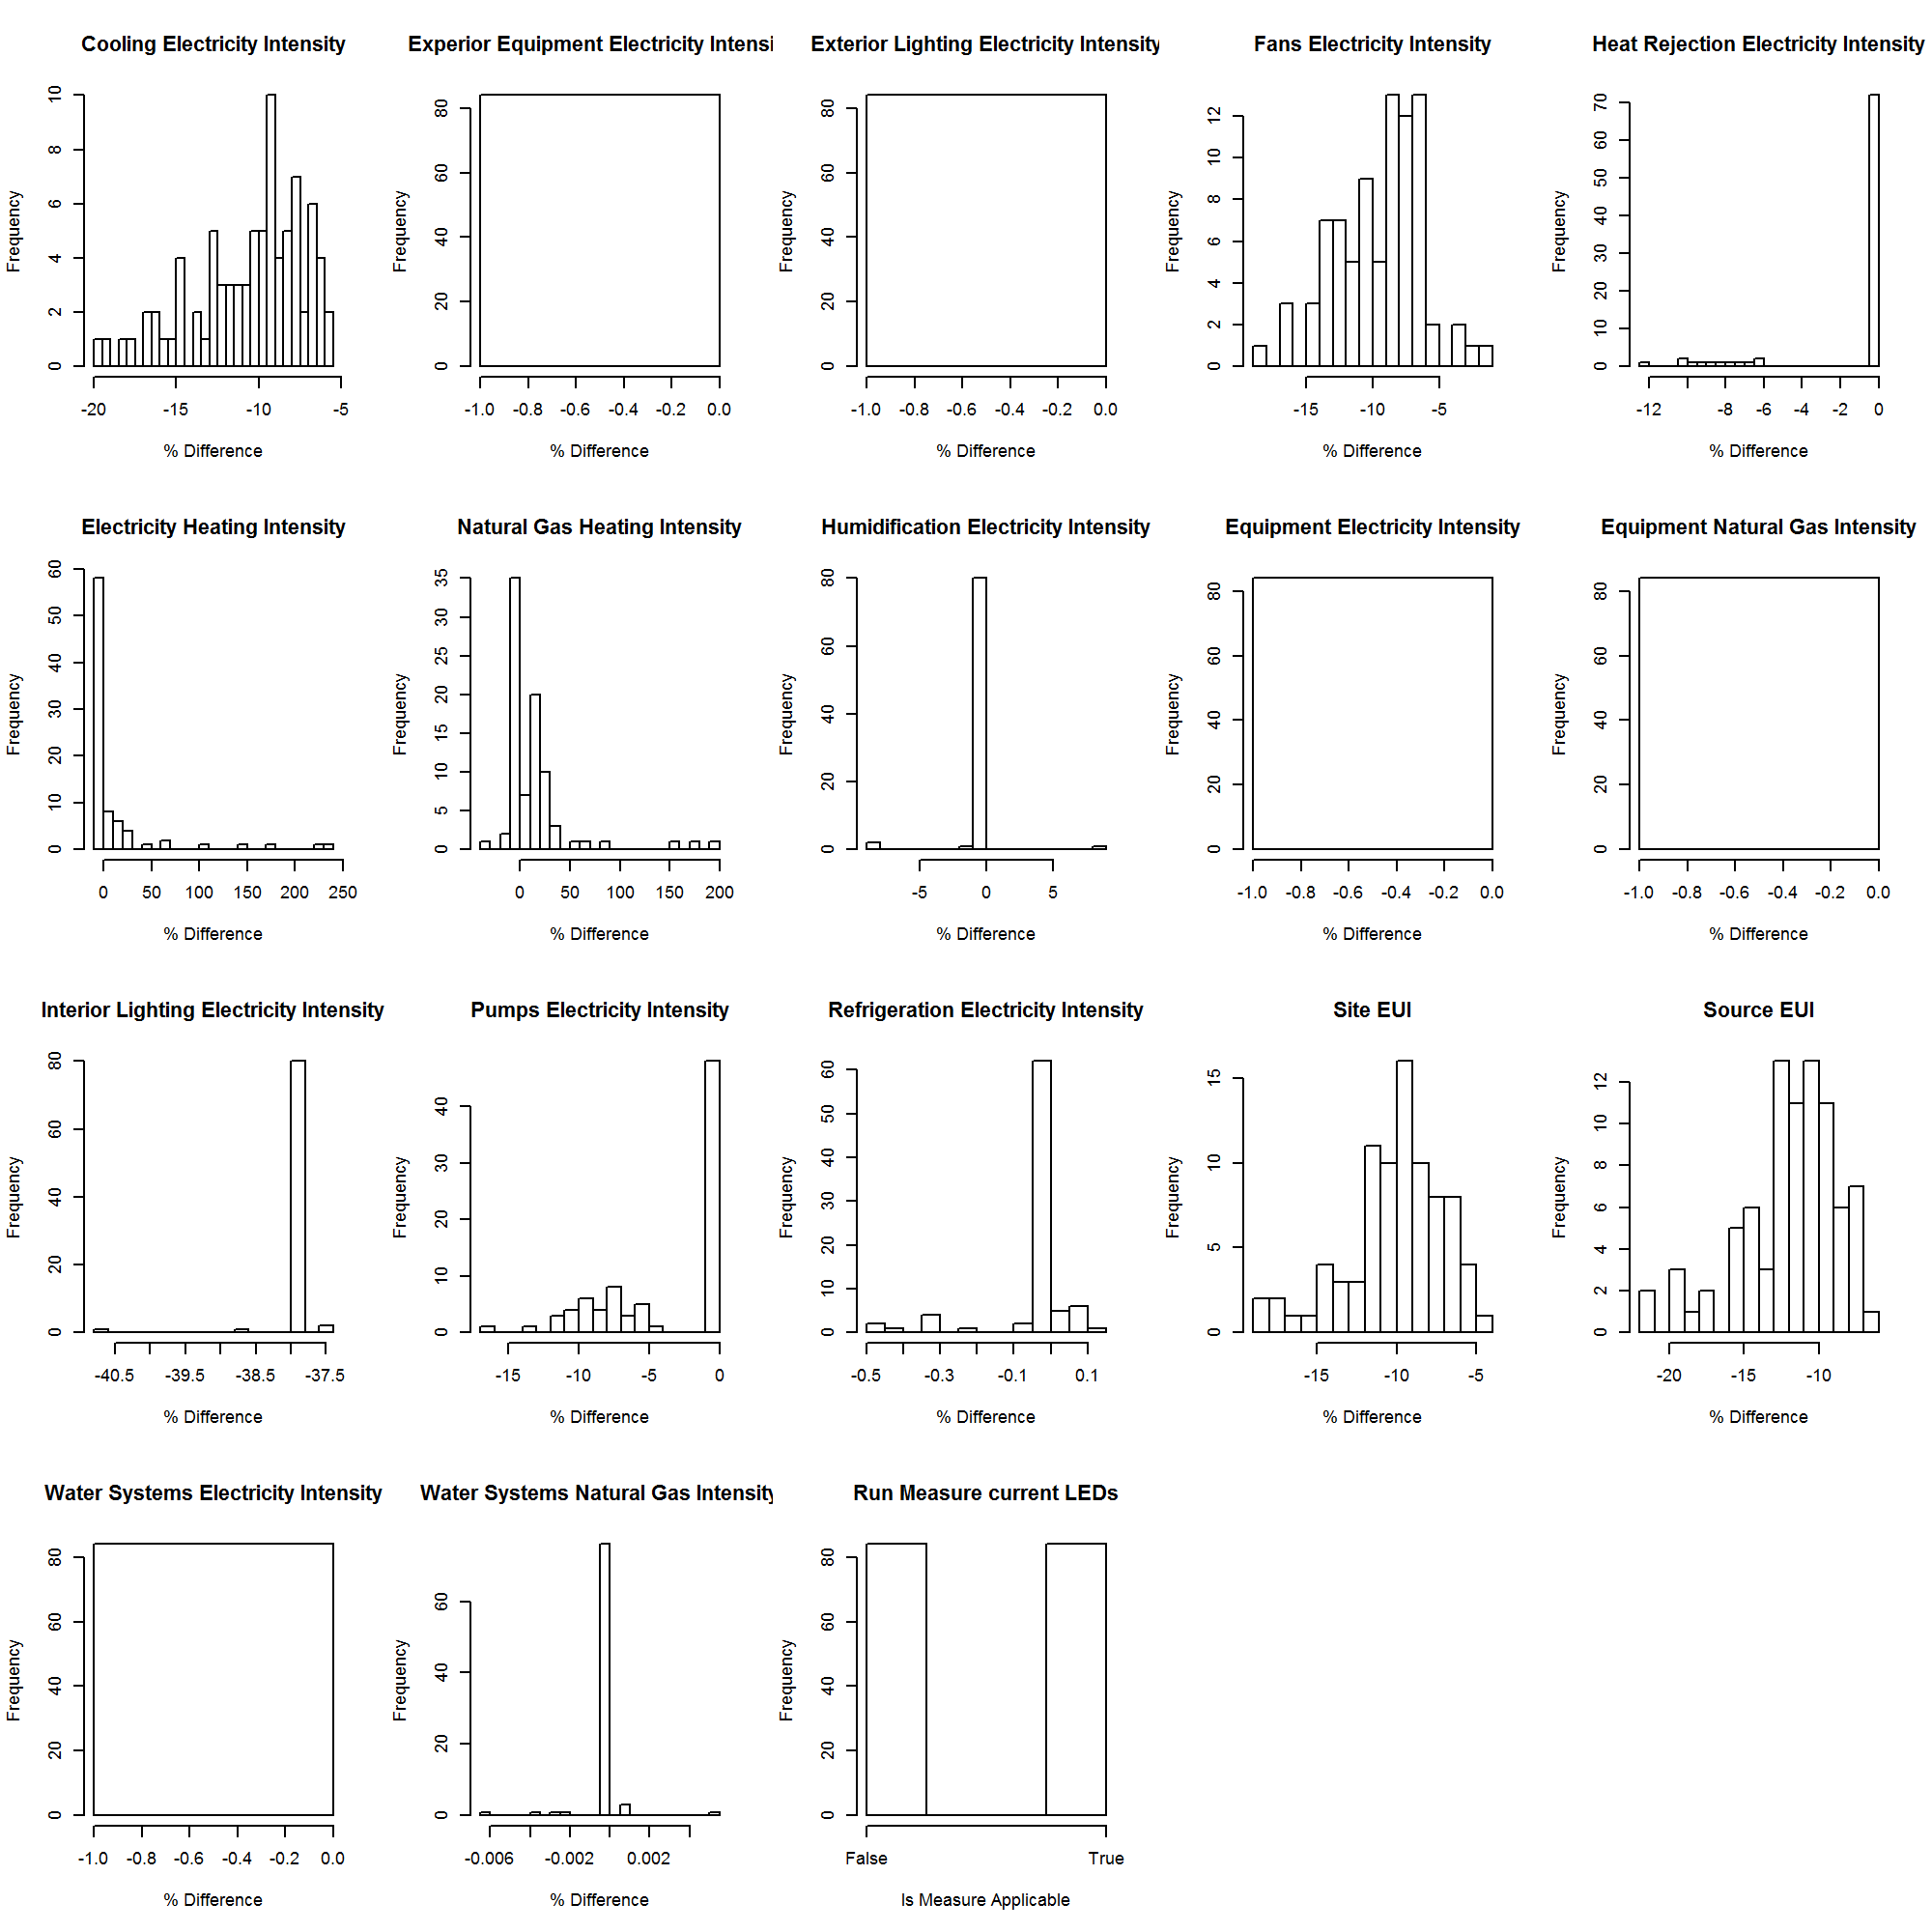 Cooling Electricity Intensity
Frequency
0 2 4 6 8 10
-20 -15 -10 -5
% Difference
Experior Equipment Electricity Intensi
Frequency
0 20 40 60 80
-1.0 -0.8 -0.6 -0.4 -0.2 0.0
% Difference
Exterior Lighting Electricity Intensity
Frequency
0 20 40 60 80
-1.0 -0.8 -0.6 -0.4 -0.2 0.0
% Difference
Fans Electricity Intensity
Frequency
0 2 4 6 8 10 12
-15 -10 -5
% Difference
Heat Rejection Electricity Intensity
Frequency
0 10 20 30 40 50 60 70
-12 -8 -6 -4 -2 0
% Difference
Electricity Heating Intensity
Frequency
0 10 20 30 40 50 60
0 50 100 150 200 250
% Difference
Natural Gas Heating Intensity
Frequency
0 5 10 15 20 25 30 35
0 50 100 150 200
% Difference
Humidification Electricity Intensity
Frequency
0 20 40 60 80
-5 0 5
% Difference
Equipment Electricity Intensity
Frequency
0 20 40 60 80
-1.0 -0.8 -0.6 -0.4 -0.2 0.0
% Difference
Equipment Natural Gas Intensity
Frequency
0 20 40 60 80
-1.0 -0.8 -0.6 -0.4 -0.2 0.0
% Difference
Interior Lighting Electricity Intensity
Frequency
0 20 40 60 80
-40.5 -39.5 -38.5 -37.5
% Difference
Pumps Electricity Intensity
Frequency
0 10 20 30 40
-15 -10 -5 0
% Difference
Refrigeration Electricity Intensity
Frequency
0 10 20 30 40 50 60
-0.5 -0.3 -0.1 0.1
% Difference
Site EUI
Frequency
0 5 10 15
-15 -10 -5
% Difference
Source EUI
Frequency
0 2 4 6 8 10 12
-20 -15 -10
% Difference
Water Systems Electricity Intensity
Frequency
0 20 40 60 80
-1.0 -0.8 -0.6 -0.4 -0.2 0.0
% Difference
Water Systems Natural Gas Intensity
Frequency
0 20 40 60
-0.006 -0.002 0.002
% Difference
Run Measure current LEDs
Frequency
0 20 40 60 80
False True
Is Measure Applicable